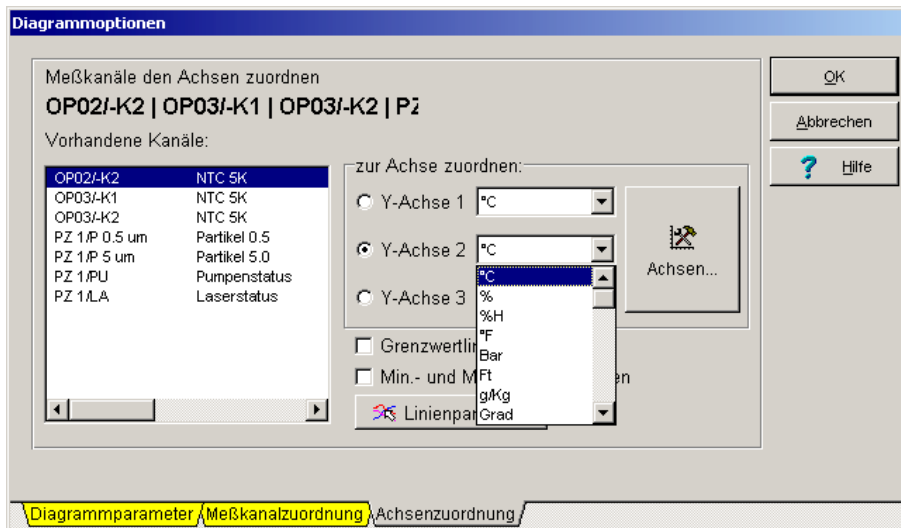 Diagrammoptionen
Meßkanäle den Achsen zuordnen
OP02/-K2 | OP03/-K1 | OP03/-K2 | PZ
Vorhandene Kanäle:
OP02/-K2 NTC 5K
OP03/-K1 NTC 5K
OP03/-K2 NTC 5K
PZ 1/P 0.5 um Partikel 0.5
PZ 1/P 5 um Partikel 5.0
PZ 1/PU Pumpenstatus
PZ 1/LA Laserstatus
zur Achse zuordnen:
Y-Achse 1 °C
Y-Achse 2 °C
Y-Achse 3
°C
%
%H
°F
Bar
Ft
g/Kg
Grad
Achsen...
Grenzwertlin
Min.- und M en
Linienpar
OK
Abbrechen
Hilfe
Diagrammparameter Meßkanalzuordnung Achsenzuordnung